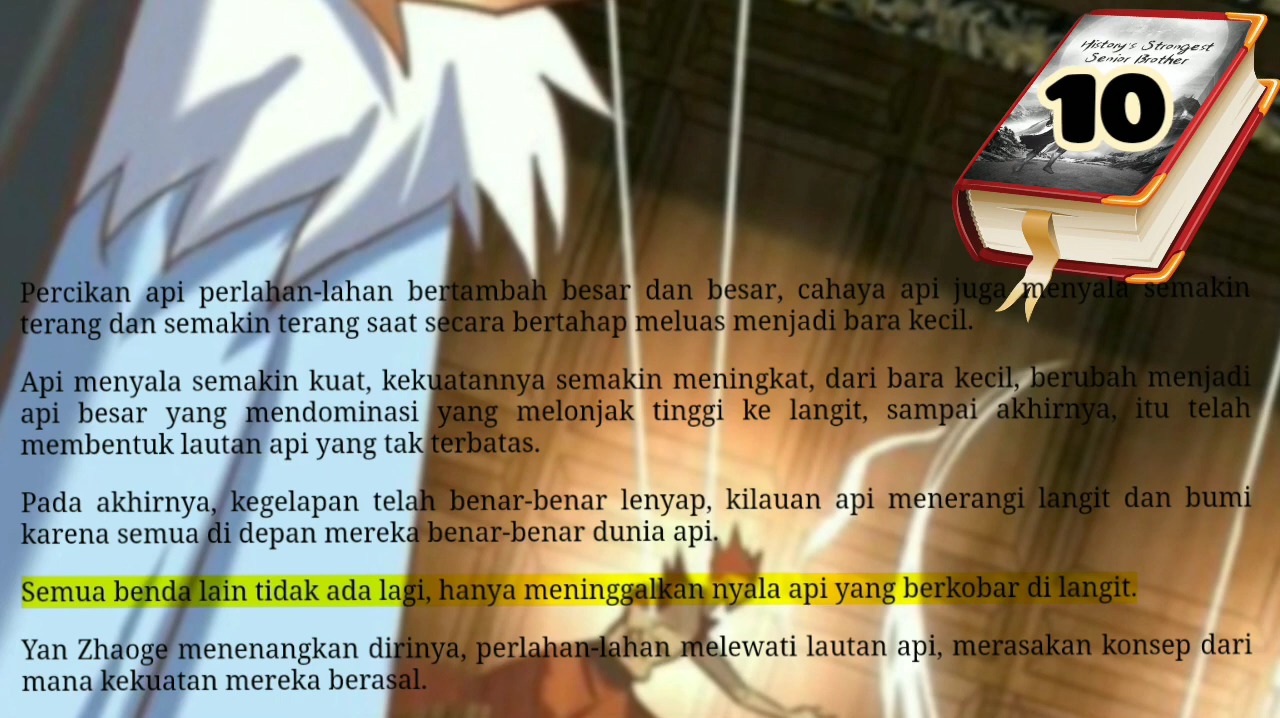 History's Strongest
Senior Brother
10
Percikan api perlahan-lahan bertambah besar dan besar, cahaya api juga menyala semakin
terang dan semakin terang saat secara bertahap meluas menjadi bara kecil.
Api menyala semakin kuat, kekuatannya semakin meningkat, dari bara kecil, berubah menjadi
api besar yang mendominasi yang melonjak tinggi ke langit, sampai akhirnya, itu telah
membentuk lautan api yang tak terbatas.
Pada akhirnya, kegelapan telah benar-benar lenyap, kilauan api menerangi langit dan bumi
karena semua di depan mereka benar-benar dunia api.
Semua benda lain tidak ada lagi, hanya meninggalkan nyala api yang berkobar di langit.
Yan Zhaoge menenangkan dirinya, perlahan-lahan melewati lautan api, merasakan konsep dari
mana kekuatan mereka berasal.